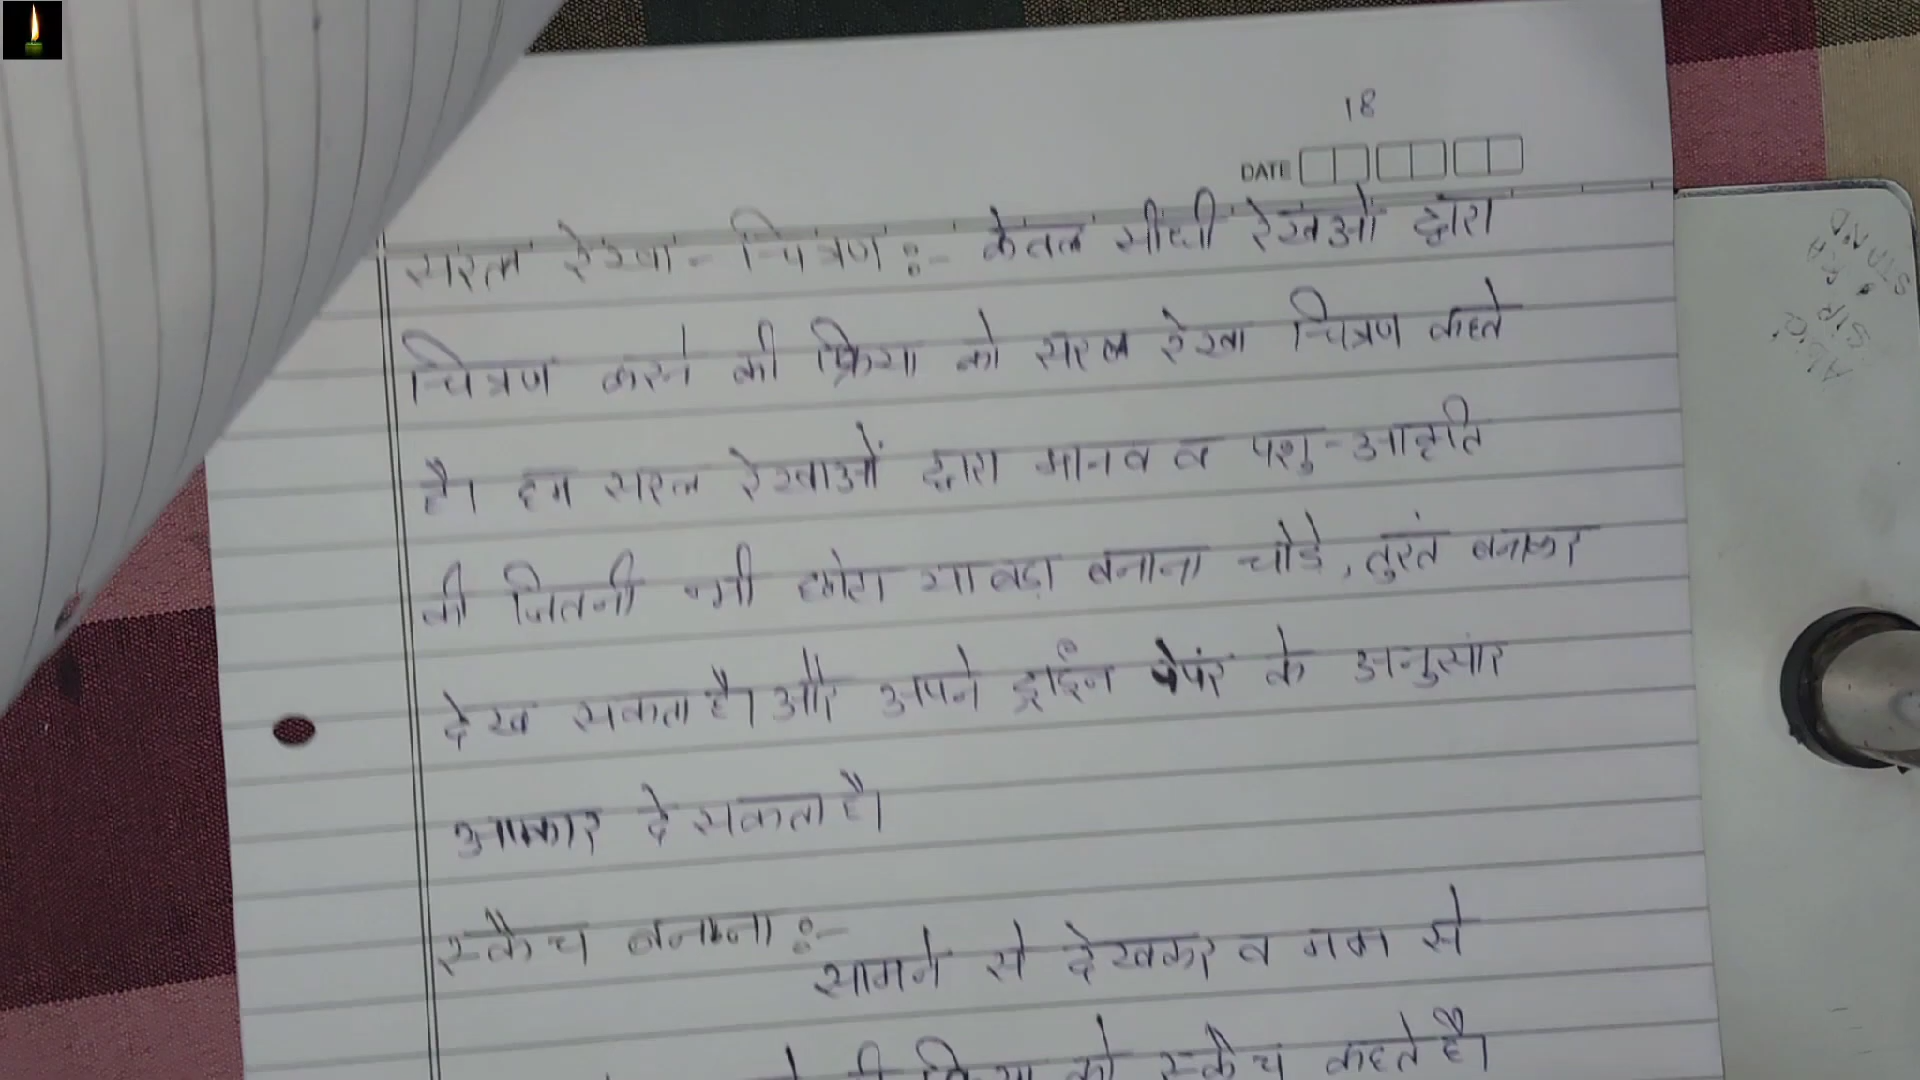 18
DATE
सरल रेखा - चित्रण :- केवल सीधी रेखओं द्वारा
चित्रण करने की क्रिया को सरल रेखा चित्रण कहते
है। हम सरल रेखाओं द्वारा मानव व पशु-आकृति
की जितनी भी छोटा या बड़ा बनाना चाहे, तुरंत बनाकर
देख सकता है। और अपने ड्राईंग पेपर के अनुसार
आकार दे सकता है।
स्कैच बनाना :-
सामने से देखकर व मन से
को स्कैच कहते है।